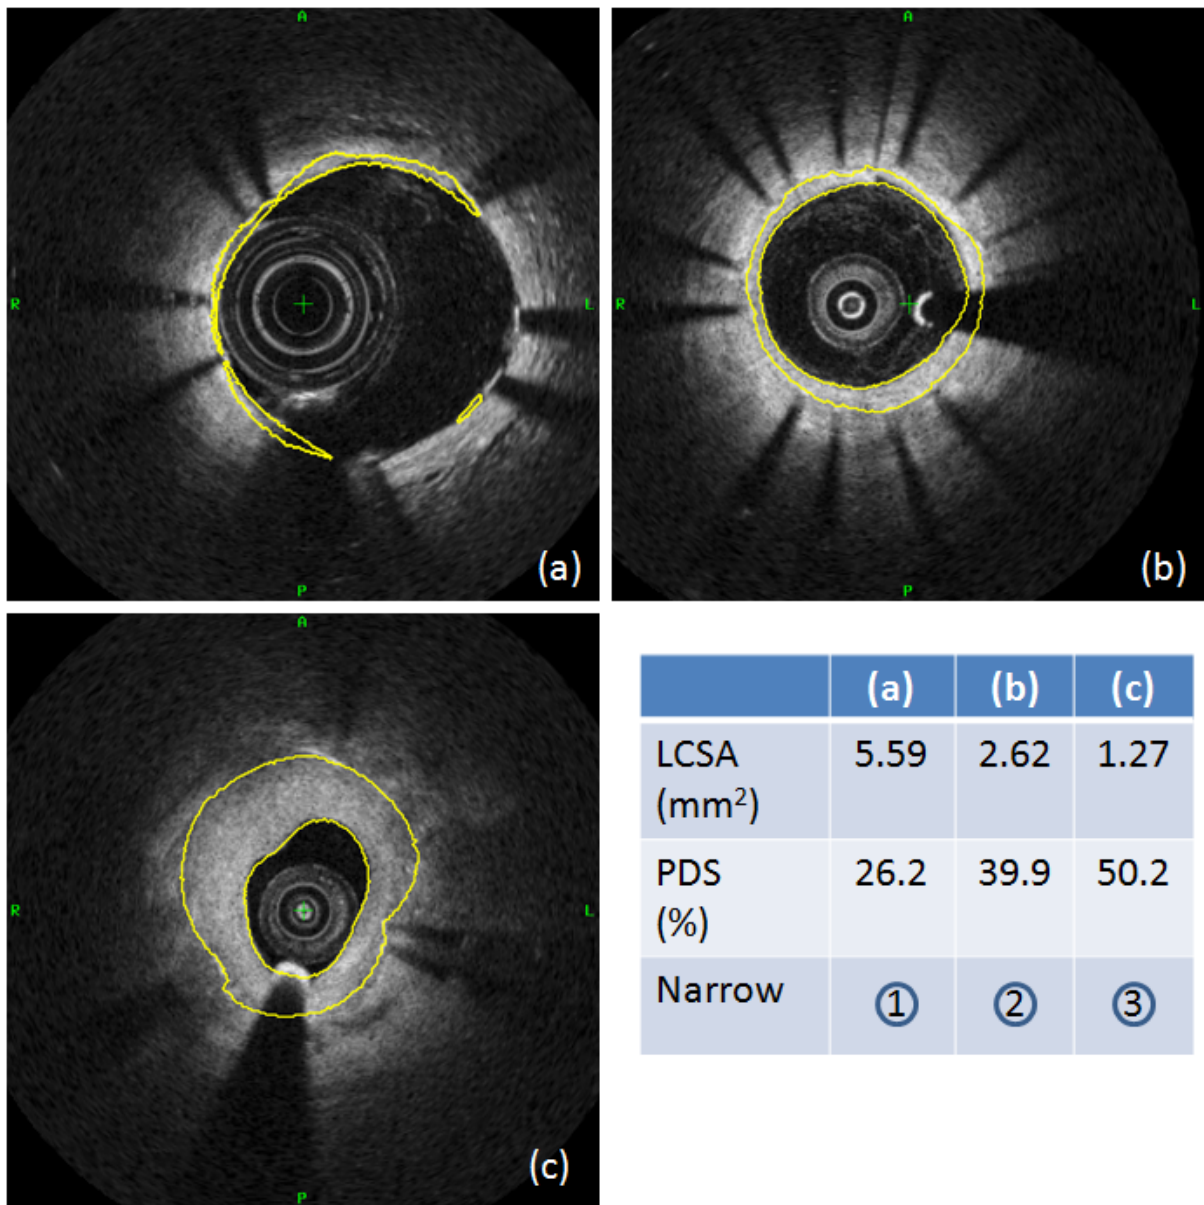 A
R
L
P
(a)
A
R
L
P
(b)
A
R
L
P
(c)
(a) (b) (c)
LCSA 5.59 2.62 1.27
(mm²)
PDS 26.2 39.9 50.2
(%)
Narrow ① ② ③